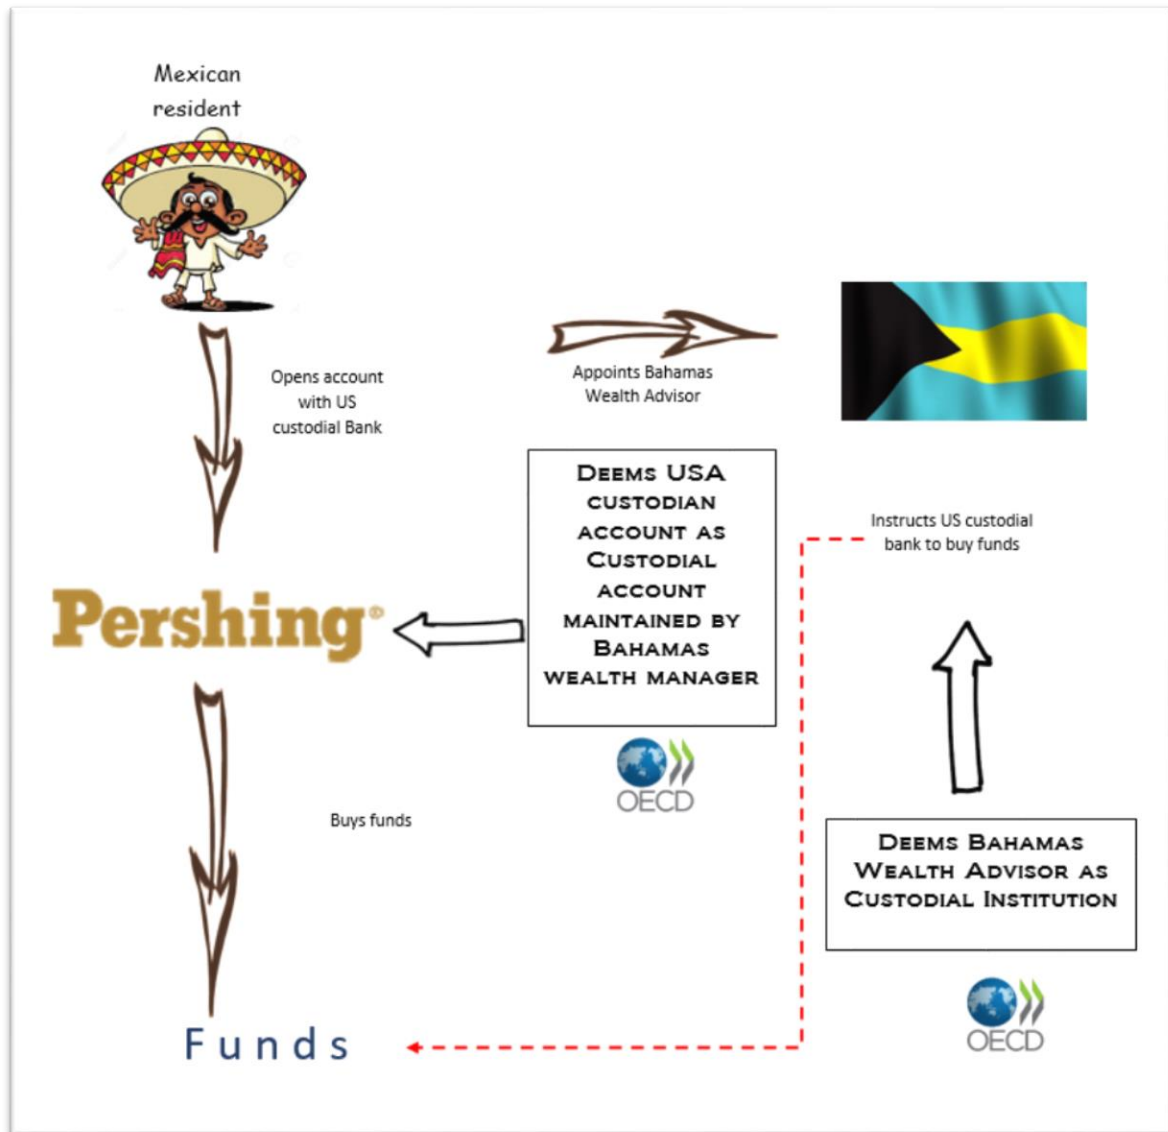 Mexican
resident
Opens account
with US
custodial Bank
Appoints Bahamas
Wealth Advisor
Deems USA
custodian
account as
Custodial
account
maintained by
Bahamas
wealth manager
Instructs US custodial
bank to buy funds
Pershing®
OECD
Buys funds
Deems Bahamas
Wealth Advisor as
Custodial Institution
OECD
Funds